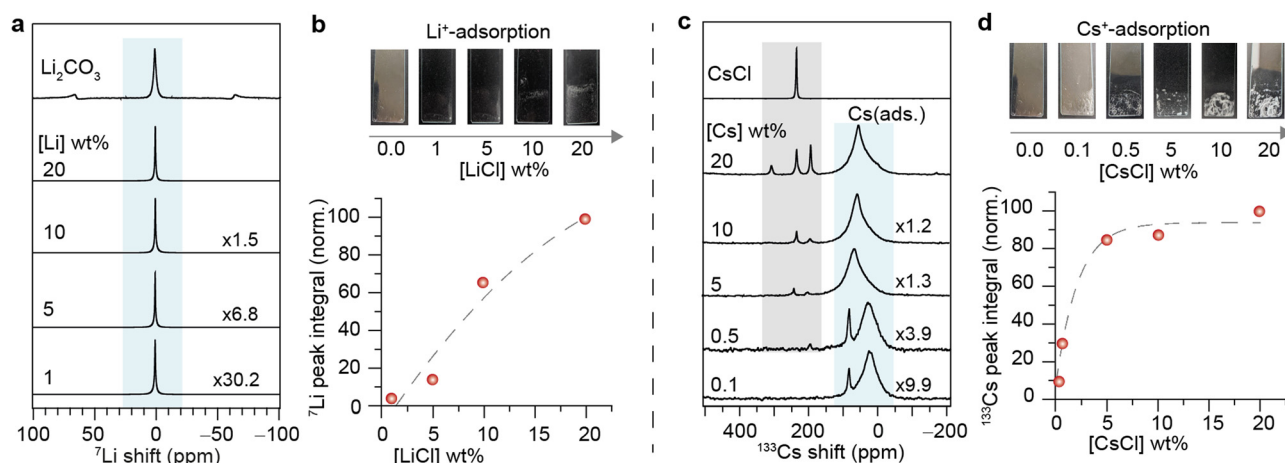 a
Li₂CO₃
[Li] wt%
20
10 x1.5
5 x6.8
1 x30.2
100 50 0 −50 −100
⁷Li shift (ppm)
b
Li⁺-adsorption
0.0 1 5 10 20
[LiCl] wt%
⁷Li peak integral (norm.)
100
80
60
40
20
0
0 5 10 15 20
[LiCl] wt%
c
CsCl
Cs(ads.)
[Cs] wt%
20
10 x1.2
5 x1.3
0.5 x3.9
0.1 x9.9
400 200 0 −200
¹³³Cs shift (ppm)
d
Cs⁺-adsorption
0.0 0.1 0.5 5 10 20
[CsCl] wt%
¹³³Cs peak integral (norm.)
100
80
60
40
20
0
0 5 10 15 20
[CsCl] wt%